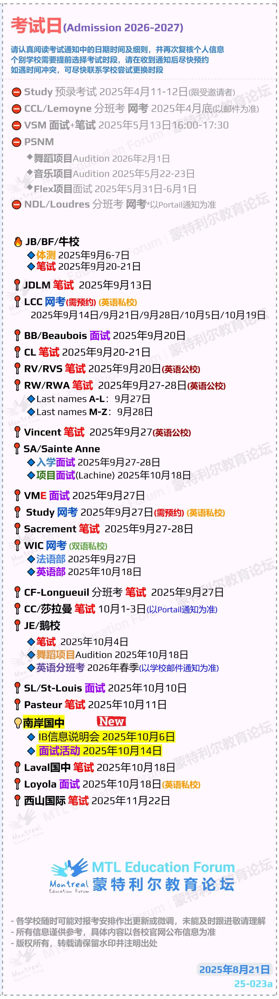 考试日(Admission 2026-2027)
请认真阅读考试通知中的日期时间及细则，并再次复核个人信息
个别学校需要提前选择考试时段，请在收到通知后尽快预约
如遇时间冲突，可尽快联系学校尝试更换时段
Study 预录考试 2025年4月11-12日(限受邀请者)
CCL/Lemoyne 分班考 网考 2025年4月底(以邮件为准)
VSM 面试+笔试 2025年5月13日16:00-17:30
PSNM
舞蹈项目Audition 2026年2月1日
音乐项目Audition 2025年5月22-23日
Flex项目面试 2025年5月31日-6月1日
NDL/Loudres 分班考 网考*以Portail通知为准
JB/BF/牛校
体测 2025年9月6-7日
笔试 2025年9月20-21日
JDLM 笔试 2025年9月13日
LCC 网考(需预约) (英语私校)
2025年9月14日/9月21日/9月28日/10月5日/10月19日
BB/Beaubois 面试 2025年9月20日
CL 笔试 2025年9月20-21日
RV/RVS 笔试 2025年9月20日(英语公校)
RW/RWA 笔试 2025年9月27-28日(英语公校)
Last names A-L：9月27日
Last names M-Z：9月28日
Vincent 笔试 2025年9月27(英语公校)
SA/Sainte Anne
入学面试 2025年9月27-28日
项目面试(Lachine) 2025年10月18日
VME 面试 2025年9月27日
Study 网考 2025年9月27日(需预约) (英语私校)
Sacrement 笔试 2025年9月27-28日
WIC 网考 (双语私校)
法语部 2025年9月27日
英语部 2025年10月18日
CF-Longueuil 分班考 笔试 2025年9月27日
CC/莎拉曼 笔试 10月1-3日(以Portail通知为准)
JE/鹅校
笔试 2025年10月4日
舞蹈项目Audition 2025年10月18日
英语分班考 2026年春季(以学校邮件通知为准)
SL/St-Louis 面试 2025年10月10日
Pasteur 笔试 2025年10月11日
南岸国中 New
IB信息说明会 2025年10月6日
面试活动 2025年10月14日
Laval国中 笔试 2025年10月18日
Loyola 面试 2025年10月18日(英语私校)
西山国际 笔试 2025年11月22日
MTL Education Forum
Montreal 蒙特利尔教育论坛
Education Forum
- 各学校随时可能对报考安排作出更新或微调，未能及时跟进敬请理解
- 所有信息谨供参考，具体内容以各校官网公布信息为准
- 版权所有，转载请保留水印并注明出处
2025年8月21日
25-023a